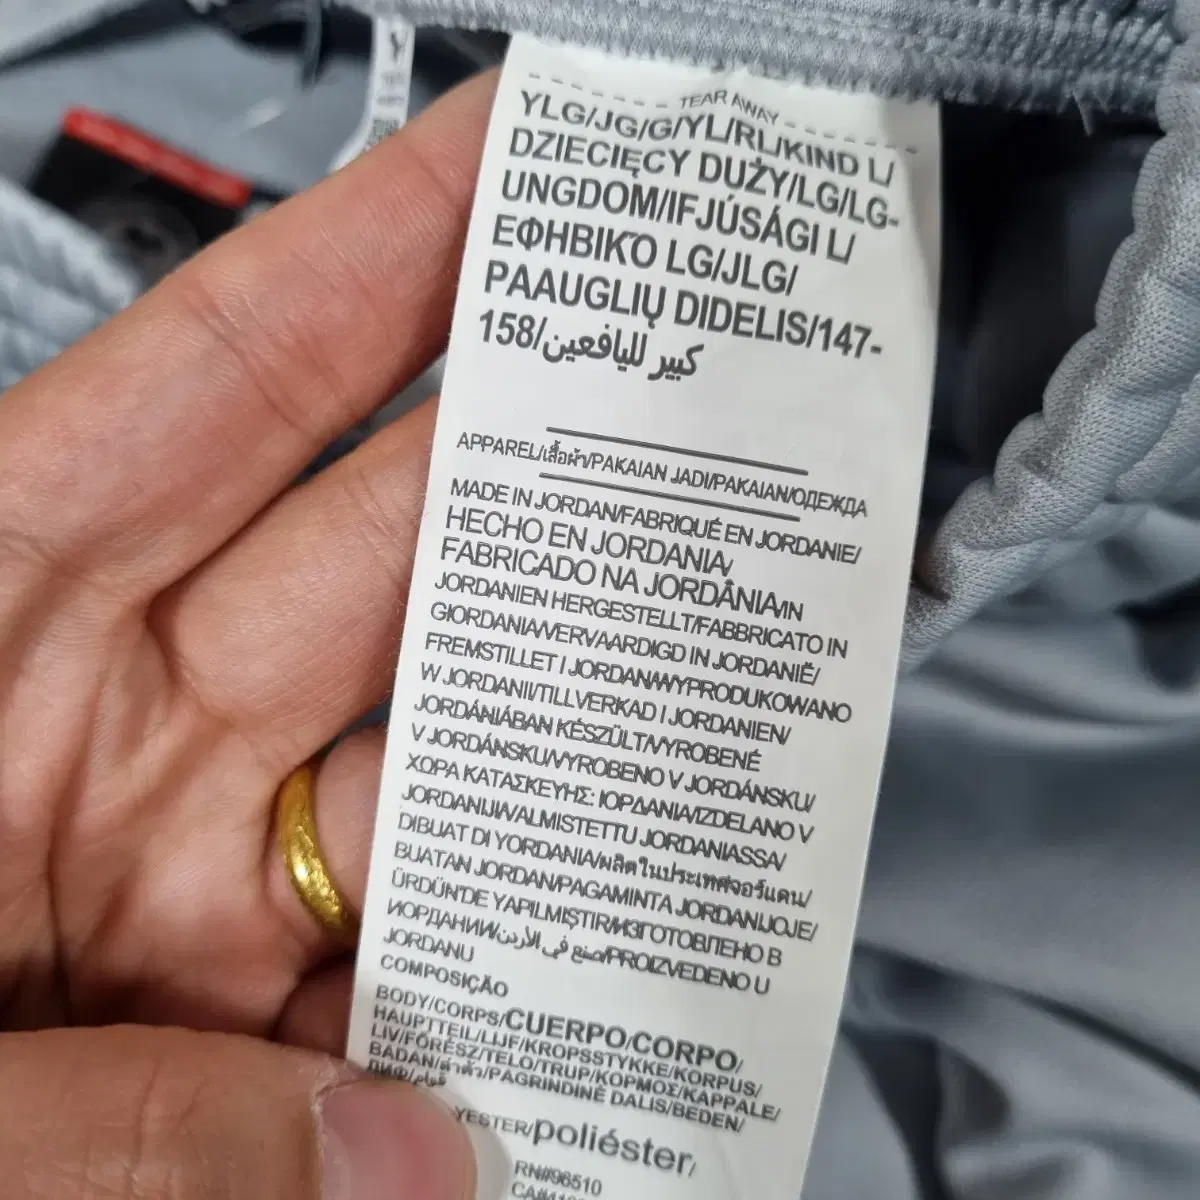 TEAR AWAY
YLG/JG/G/YL/RL/KIND L/
DZIECIĘCY DUŻY/LG/LG-
UNGDOM/IFJÚSÁGI L/
ΕΦΗΒΙΚΌ LG/JLG/
PAAUGLIŲ DIDELIS/147-
158/كبير لليافعين
APPAREL/เสื้อผ้า/PAKAIAN JADI/PAKAIAN/ОДЕЖДА
MADE IN JORDAN/FABRIQUÉ EN JORDANIE/
HECHO EN JORDANIA/
FABRICADO NA JORDÂNIA/IN
JORDANIEN HERGESTELLT/FABBRICATO IN
GIORDANIA/VERVAARDIGD IN JORDANIË/
FREMSTILLET I JORDAN/WYPRODUKOWANO
W JORDANII/TILLVERKAD I JORDANIEN/
JORDÁNIÁBAN KÉSZÜLT/VYROBENÉ
V JORDÁNSKU/VYROBENO V JORDÁNSKU/
ΧΩΡΑ ΚΑΤΑΣΚΕΥΗΣ: ΙΟΡΔΑΝΙΑ/IZDELANO V
JORDANIJI/VALMISTETTU JORDANIASSA/
DIBUAT DI YORDANIA/ผลิตในประเทศจอร์แดน/
BUATAN JORDAN/PAGAMINTA JORDANIJOJE/
ÜRDÜN'DE YAPILMIŞTIR/ИЗГОТОВЛЕНО В
ИОРДАНИИ/صنع في الأردن/PROIZVEDENO U
JORDANU
COMPOSIÇÃO
BODY/CORPS/CUERPO/CORPO/
HAUPTTEIL/LIJF/KROPSSTYKKE/KORPUS/
LIV/FŐRÉSZ/TELO/TRUP/ΚΟΡΜΟΣ/KAPPALE/
BADAN/ลำตัว/PAGRINDINĖ DALIS/BEDEN/
YESTER/poliéster/
RN#96510